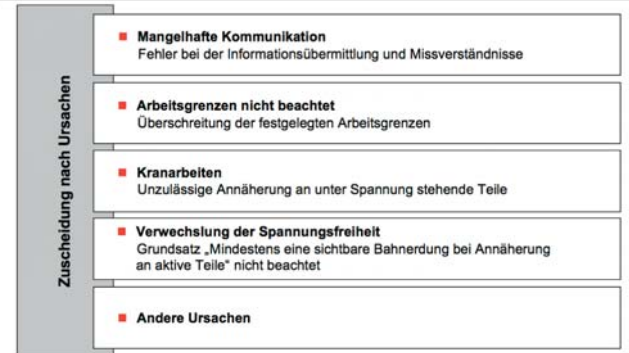 Zuscheidung nach Ursachen
Mangelhafte Kommunikation
Fehler bei der Informationsübermittlung und Missverständnisse
Arbeitsgrenzen nicht beachtet
Überschreitung der festgelegten Arbeitsgrenzen
Kranarbeiten
Unzulässige Annäherung an unter Spannung stehende Teile
Verwechslung der Spannungsfreiheit
Grundsatz „Mindestens eine sichtbare Bahnerdung bei Annäherung
an aktive Teile" nicht beachtet
Andere Ursachen